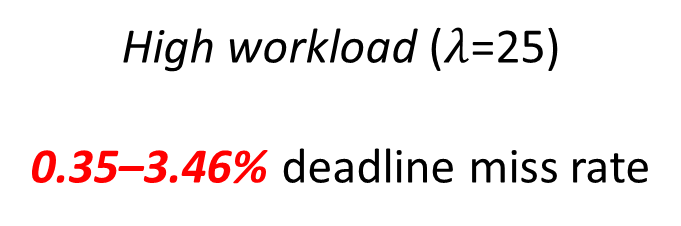 High workload (λ=25)
0.35–3.46% deadline miss rate